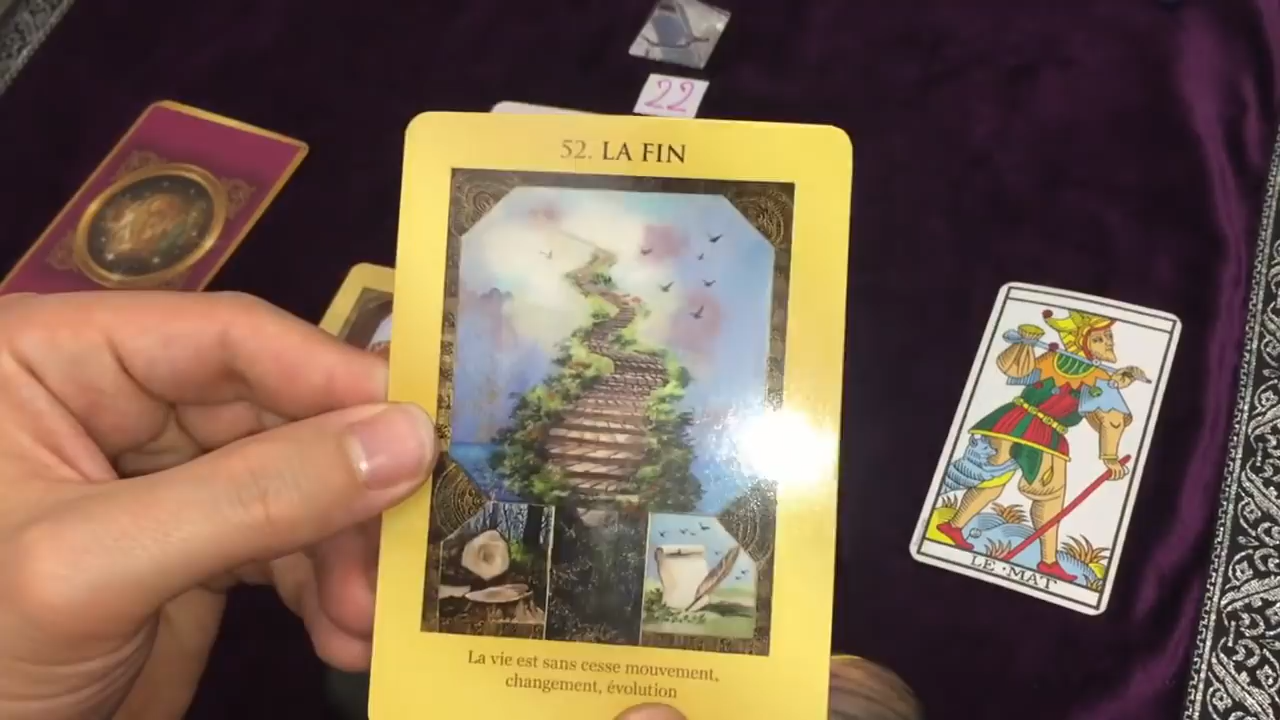 22
52. LA FIN
La vie est sans cesse mouvement,
changement, évolution
LE·MAT